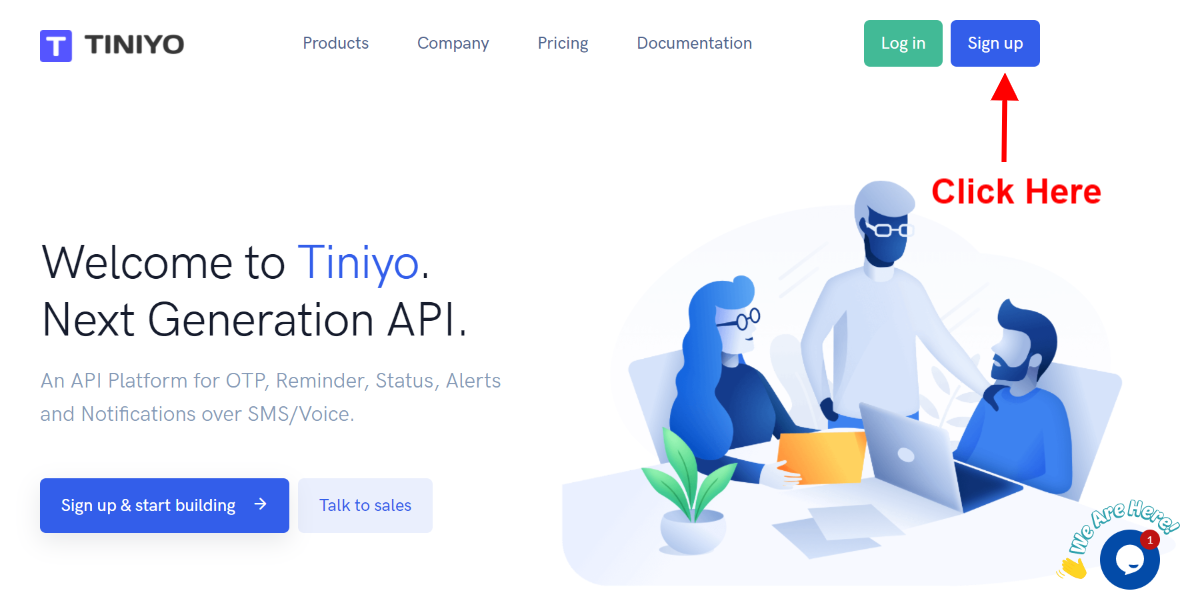 T TINIYO
Products
Company
Pricing
Documentation
Log in
Sign up
Click Here
Welcome to Tiniyo.
Next Generation API.
An API Platform for OTP, Reminder, Status, Alerts
and Notifications over SMS/Voice.
Sign up & start building →
Talk to sales
We Are Here!
1